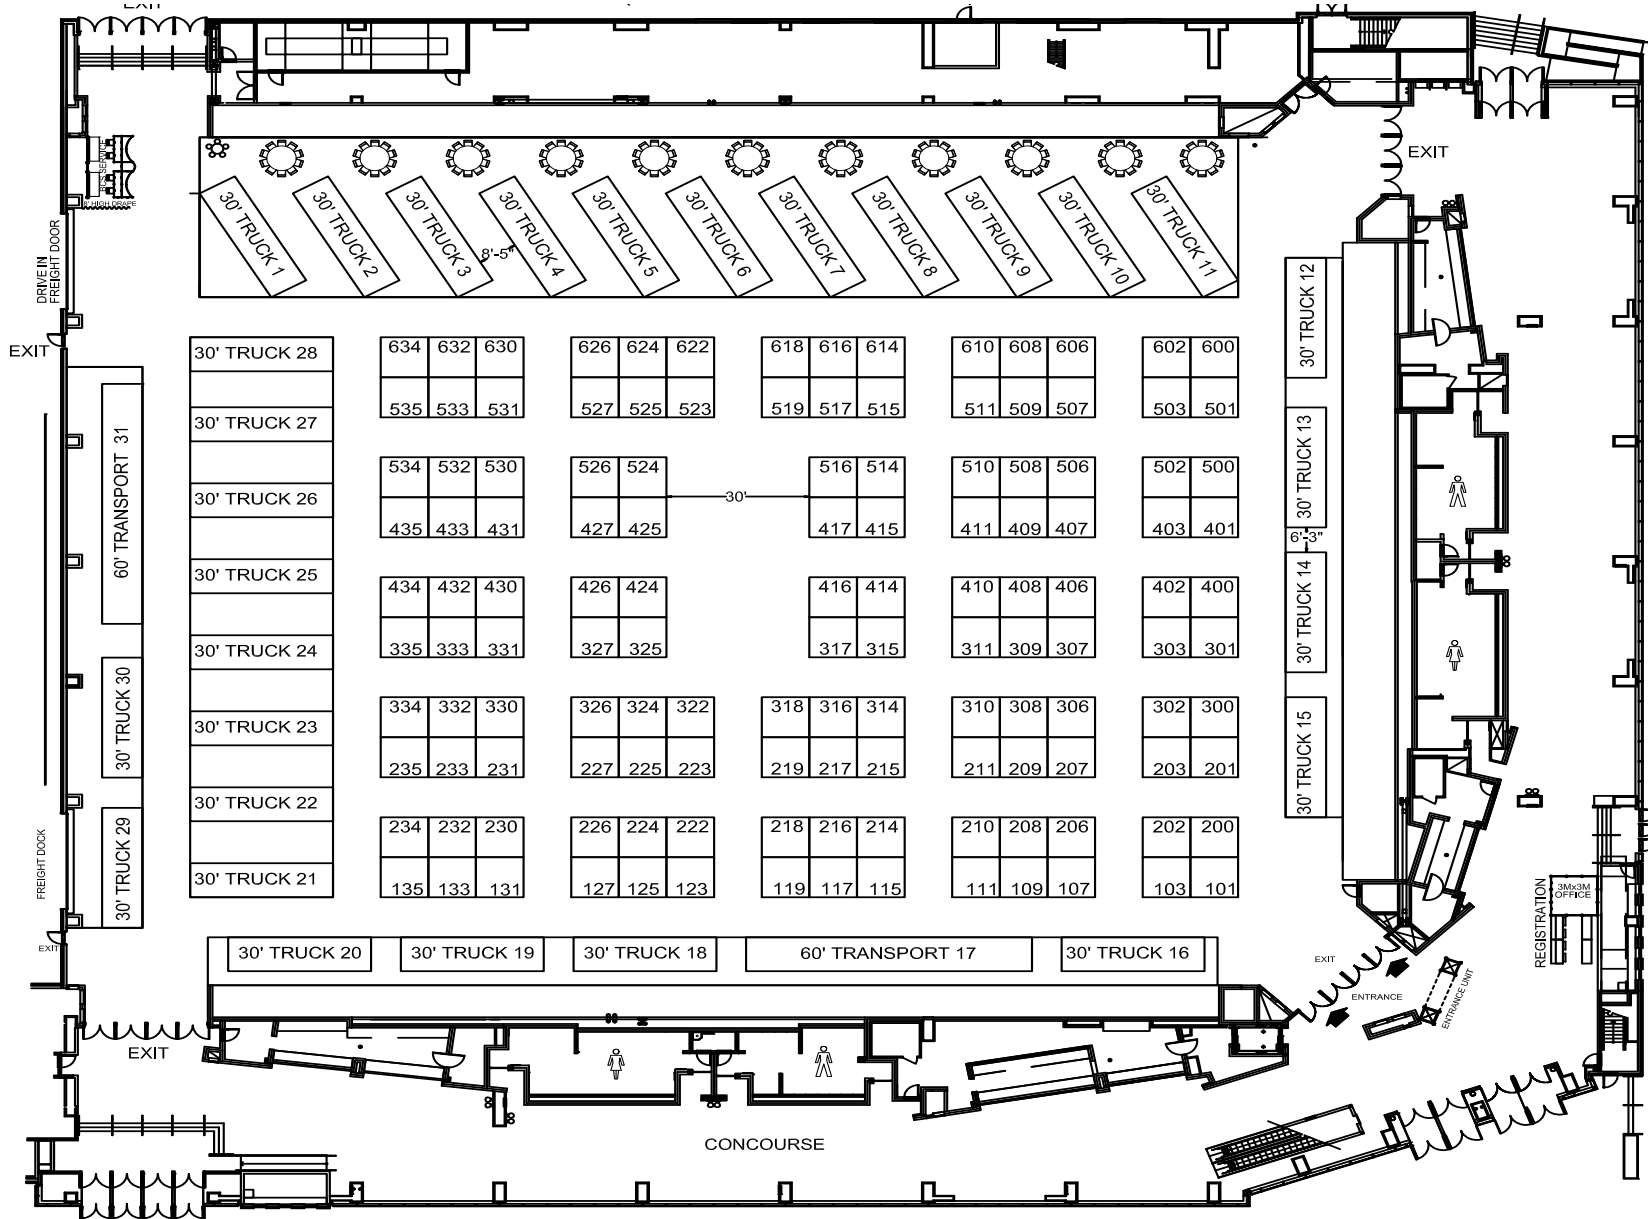 EXIT
BCS SERVICE
8' HIGH DRAPE
EXIT
DRIVE IN
FREIGHT DOOR
30' TRUCK 1
30' TRUCK 2
30' TRUCK 3
8'-5"
30' TRUCK 4
30' TRUCK 5
30' TRUCK 6
30' TRUCK 7
30' TRUCK 8
30' TRUCK 9
30' TRUCK 10
30' TRUCK 11
30' TRUCK 12
EXIT
30' TRUCK 28
634 632 630 626 624 622 618 616 614 610 608 606 602 600
535 533 531 527 525 523 519 517 515 511 509 507 503 501
30' TRUCK 27
60' TRANSPORT 31
534 532 530 526 524 516 514 510 508 506 502 500
30' TRUCK 26
30'
30' TRUCK 13
435 433 431 427 425 417 415 411 409 407 403 401
6'-3"
30' TRUCK 25
434 432 430 426 424 416 414 410 408 406 402 400
30' TRUCK 14
30' TRUCK 24
335 333 331 327 325 317 315 311 309 307 303 301
30' TRUCK 30
334 332 330 326 324 322 318 316 314 310 308 306 302 300
30' TRUCK 23
30' TRUCK 15
235 233 231 227 225 223 219 217 215 211 209 207 203 201
30' TRUCK 22
234 232 230 226 224 222 218 216 214 210 208 206 202 200
30' TRUCK 29
FREIGHT DOCK
30' TRUCK 21
135 133 131 127 125 123 119 117 115 111 109 107 103 101
3Mx3M
OFFICE
REGISTRATION
EXIT
30' TRUCK 20
30' TRUCK 19
30' TRUCK 18
60' TRANSPORT 17
30' TRUCK 16
EXIT
ENTRANCE
ENTRANCE UNIT
EXIT
CONCOURSE